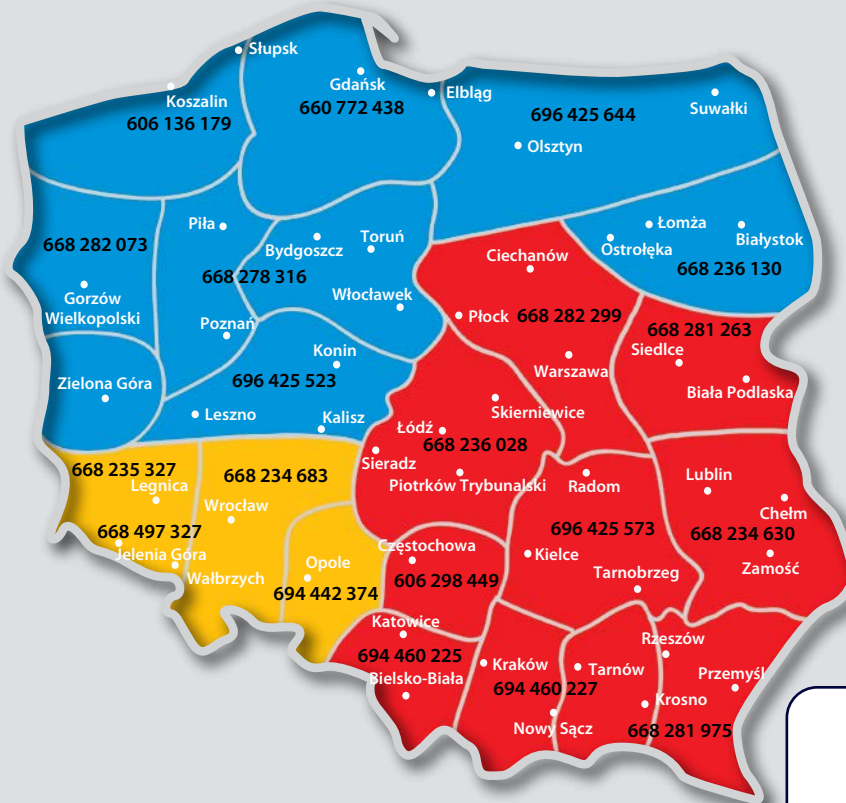 Słupsk
Gdańsk
Koszalin
606 136 179
660 772 438
Elbląg
696 425 644
Suwałki
Olsztyn
Piła
Bydgoszcz
Toruń
Łomża
Ostrołęka
Białystok
668 236 130
668 282 073
668 278 316
Ciechanów
Gorzów
Wielkopolski
Włocławek
Płock
668 282 299
668 281 263
Siedlce
Poznań
Konin
Warszawa
Zielona Góra
696 425 523
Biała Podlaska
Leszno
Kalisz
Skierniewice
Łódź
668 236 028
Sieradz
668 235 327
Legnica
668 234 683
Piotrków Trybunalski
Radom
Lublin
Wrocław
Chełm
668 497 327
696 425 573
668 234 630
Jelenia Góra
Częstochowa
Kielce
Opole
Zamość
Wałbrzych
606 298 449
Tarnobrzeg
694 442 374
Katowice
Rzeszów
694 460 225
Kraków
Tarnów
Przemyśl
Bielsko-Biała
694 460 227
Krosno
Nowy Sącz
668 281 975